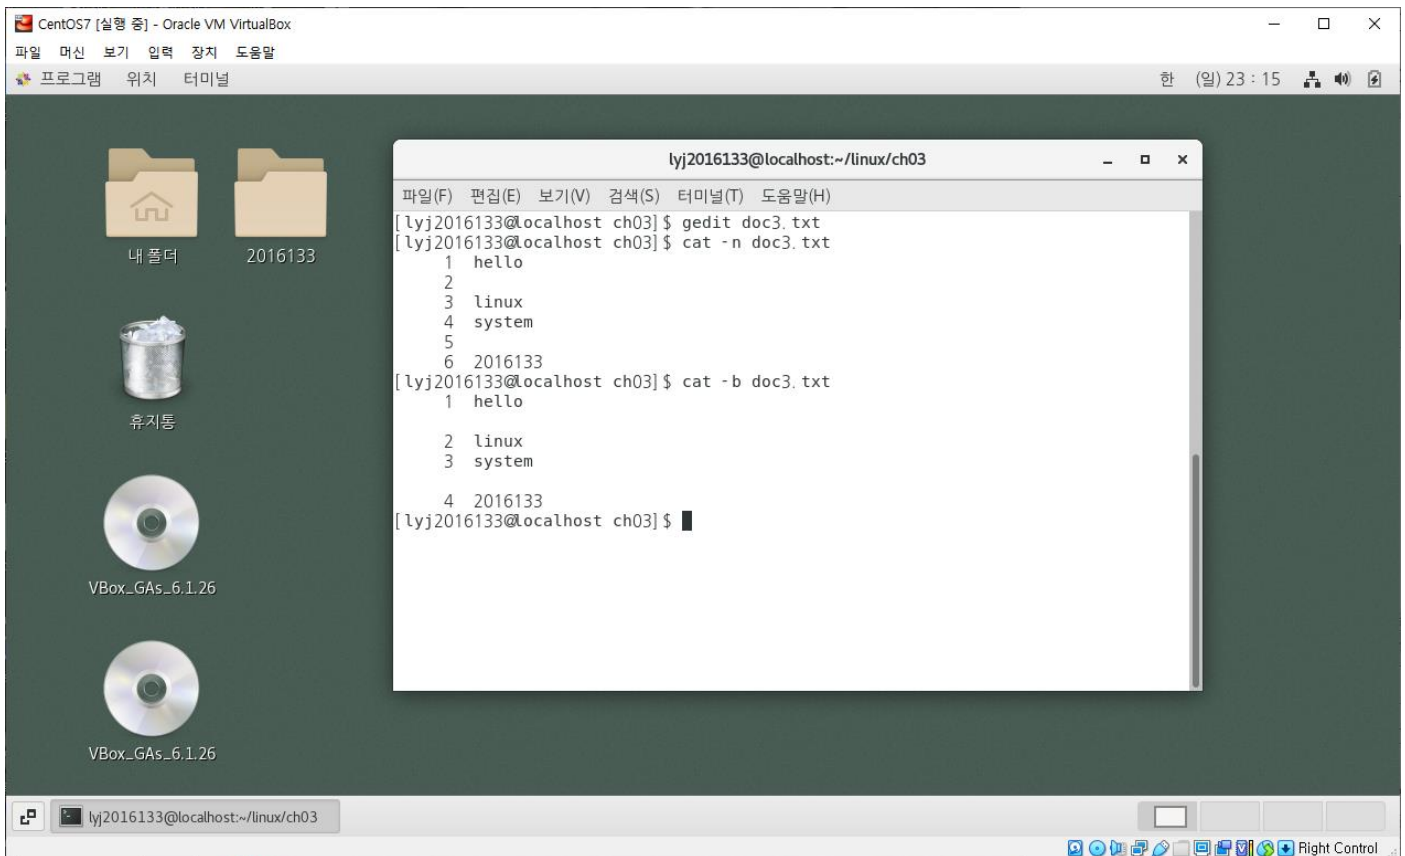 CentOS7 [실행 중] - Oracle VM VirtualBox
파일 머신 보기 입력 장치 도움말
프로그램 위치 터미널 한 (일) 23 : 15
내 폴더
2016133
휴지통
VBox_GAs_6.1.26
VBox_GAs_6.1.26
lyj2016133@localhost:~/linux/ch03
파일(F) 편집(E) 보기(V) 검색(S) 터미널(T) 도움말(H)
[lyj2016133@localhost ch03]$ gedit doc3.txt
[lyj2016133@localhost ch03]$ cat -n doc3.txt
1 hello
2
3 linux
4 system
5
6 2016133
[lyj2016133@localhost ch03]$ cat -b doc3.txt
1 hello
2 linux
3 system
4 2016133
[lyj2016133@localhost ch03]$
lyj2016133@localhost:~/linux/ch03
Right Control